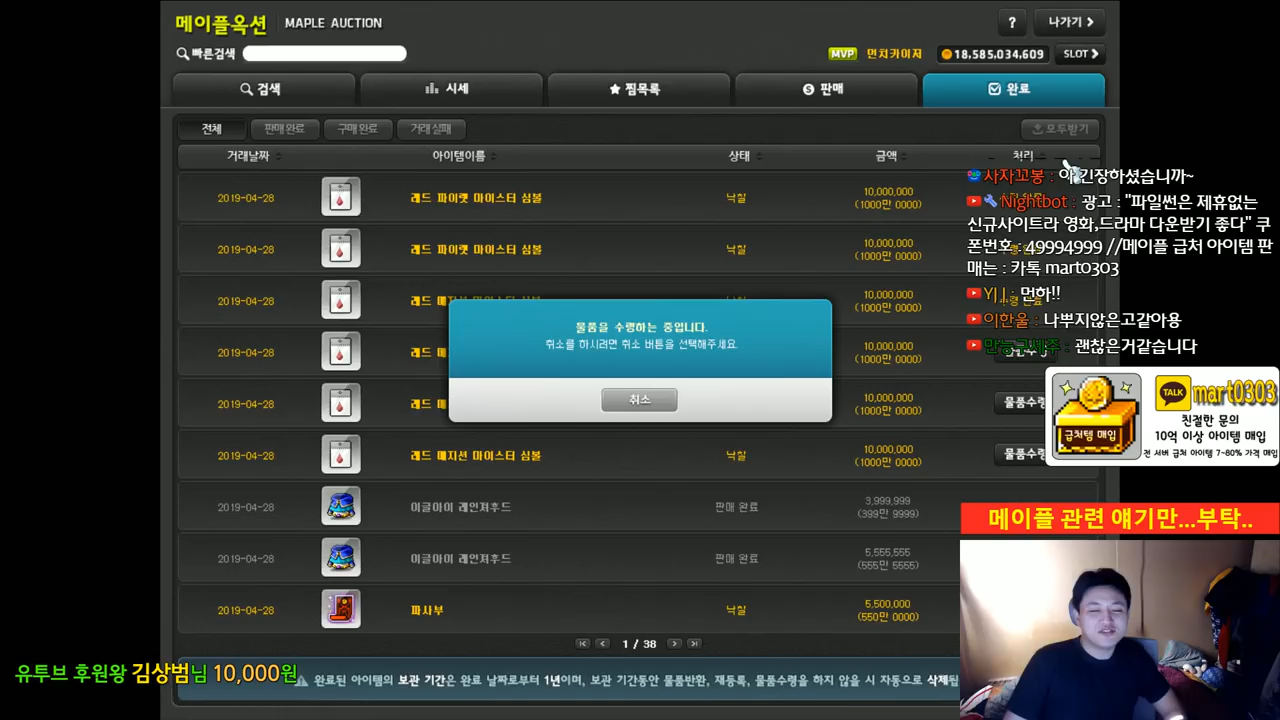 메이플옥션 MAPLE AUCTION
? 나가기
빠른검색
MVP 먼치카이저 18,585,034,609 SLOT
검색 시세 찜목록 판매 완료
전체 판매 완료 구매 완료 거래 실패 모두받기
거래날짜 아이템이름 상태 금액 처리
2019-04-28 레드 파이렛 마이스터 심볼 낙찰 10,000,000
(1000만 0000)
2019-04-28 레드 파이렛 마이스터 심볼 낙찰 10,000,000
(1000만 0000)
2019-04-28 10,000,000
(1000만 0000)
2019-04-28 레드 10,000,000
(1000만 0000)
2019-04-28 레드 10,000,000 물품수령
(1000만 0000)
2019-04-28 레드 매지션 마이스터 심볼 낙찰 10,000,000 물품수령
(1000만 0000)
2019-04-28 이글아이 레인져후드 판매 완료 3,999,999
(399만 9999)
2019-04-28 이글아이 레인져후드 판매 완료 5,555,555
(555만 5555)
2019-04-28 파사부 낙찰 5,500,000
(550만 0000)
물품을 수령하는 중입니다.
취소를 하시려면 취소 버튼을 선택해주세요.
취소
1 / 38
완료된 아이템의 보관 기간은 완료 날짜로부터 1년이며, 보관 기간동안 물품반환, 재등록, 물품수령을 하지 않을 시 자동으로 삭제됩
사자꼬봉 : 아 긴장하셨습니까~
Nightbot : 광고 : "파일썬은 제휴없는
신규사이트라 영화,드라마 다운받기 좋다" 쿠
폰번호 : 49994999 //메이플 급처 아이템 판
매는 : 카톡 mart0303
Y| J : 먼하!!
이한울 : 나쁘지않은고같아용
괜찮은거같습니다
급처템 매입
TALK mart0303
친절한 문의
10억 이상 아이템 매입
전 서버 급처 아이템 7~80% 가격 매입
메이플 관련 얘기만...부탁..
유투브 후원왕 김상범님 10,000원